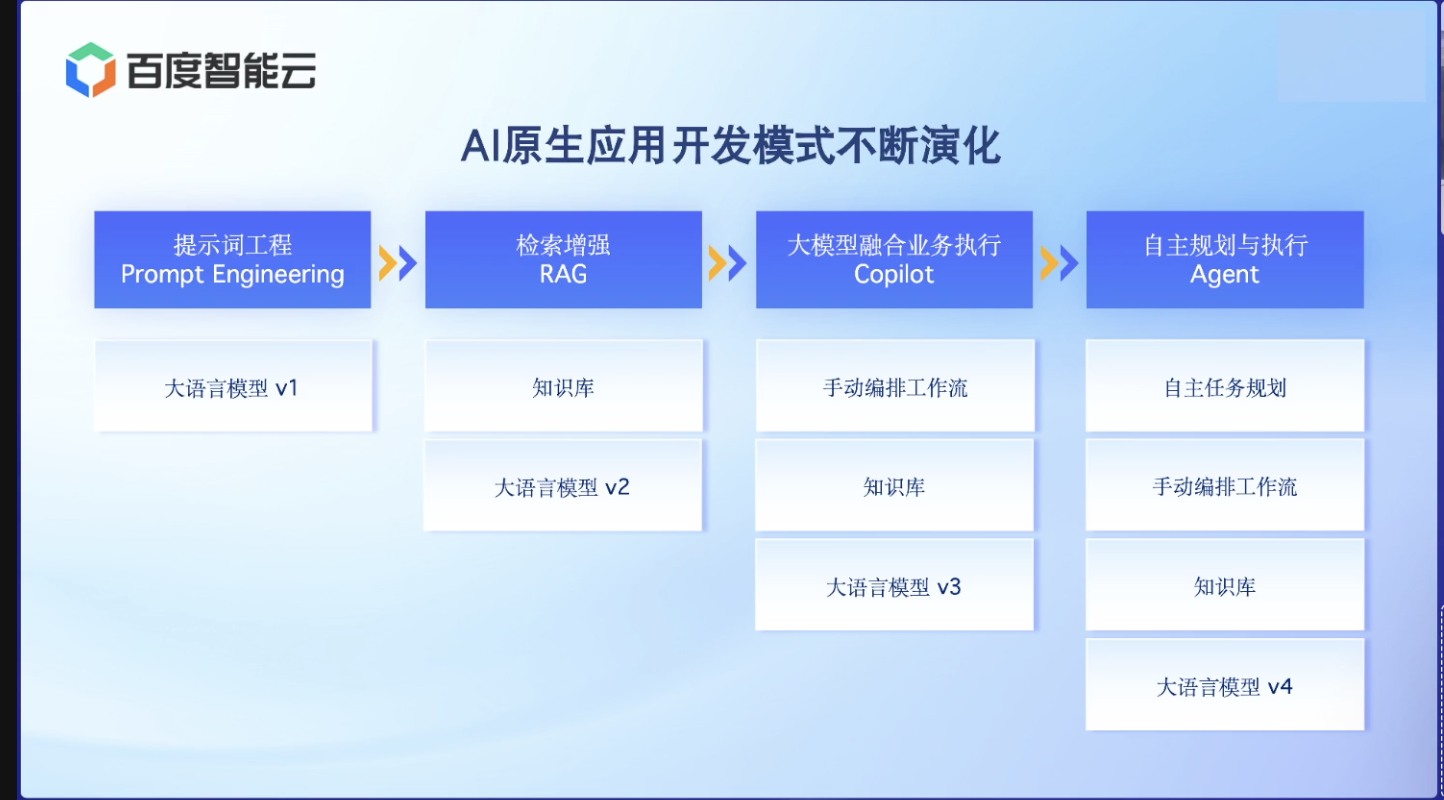 百度智能云
AI原生应用开发模式不断演化
提示词工程
Prompt Engineering
检索增强
RAG
大模型融合业务执行
Copilot
自主规划与执行
Agent
大语言模型 v1
知识库
大语言模型 v2
手动编排工作流
知识库
大语言模型 v3
自主任务规划
手动编排工作流
知识库
大语言模型 v4